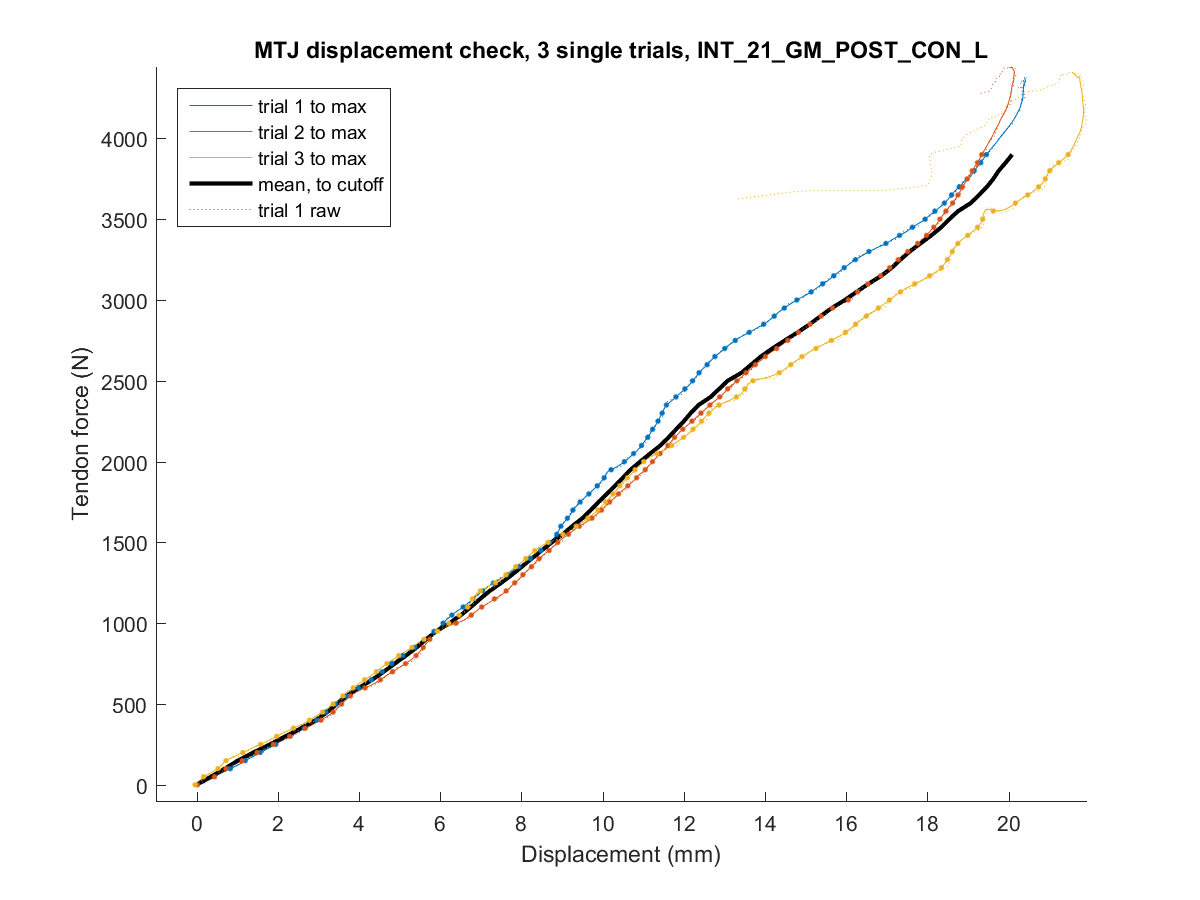 MTJ displacement check, 3 single trials, INT_21_GM_POST_CON_L
trial 1 to max
trial 2 to max
trial 3 to max
mean, to cutoff
trial 1 raw
4000
3500
3000
2500
2000
1500
1000
500
0
Tendon force (N)
0 2 4 6 8 10 12 14 16 18 20
Displacement (mm)